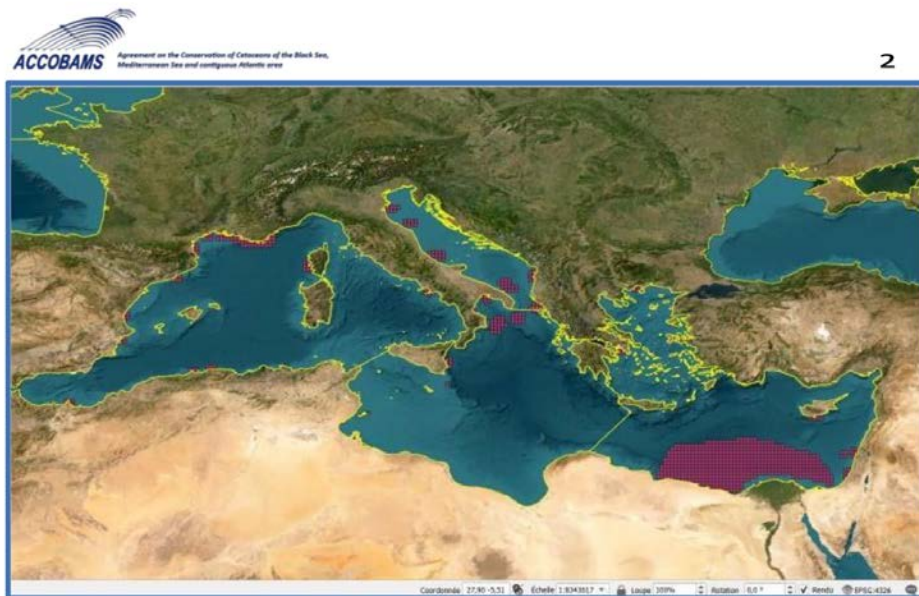 ACCOBAMS
Agreement on the Conservation of Cetaceans of the Black Sea,
Mediterranean Sea and contiguous Atlantic area
2
Coordonnée 27,90 -5,51 Échelle 1:8343017 Loupe 100% Rotation 0,0 ° Rendu EPSG:4326